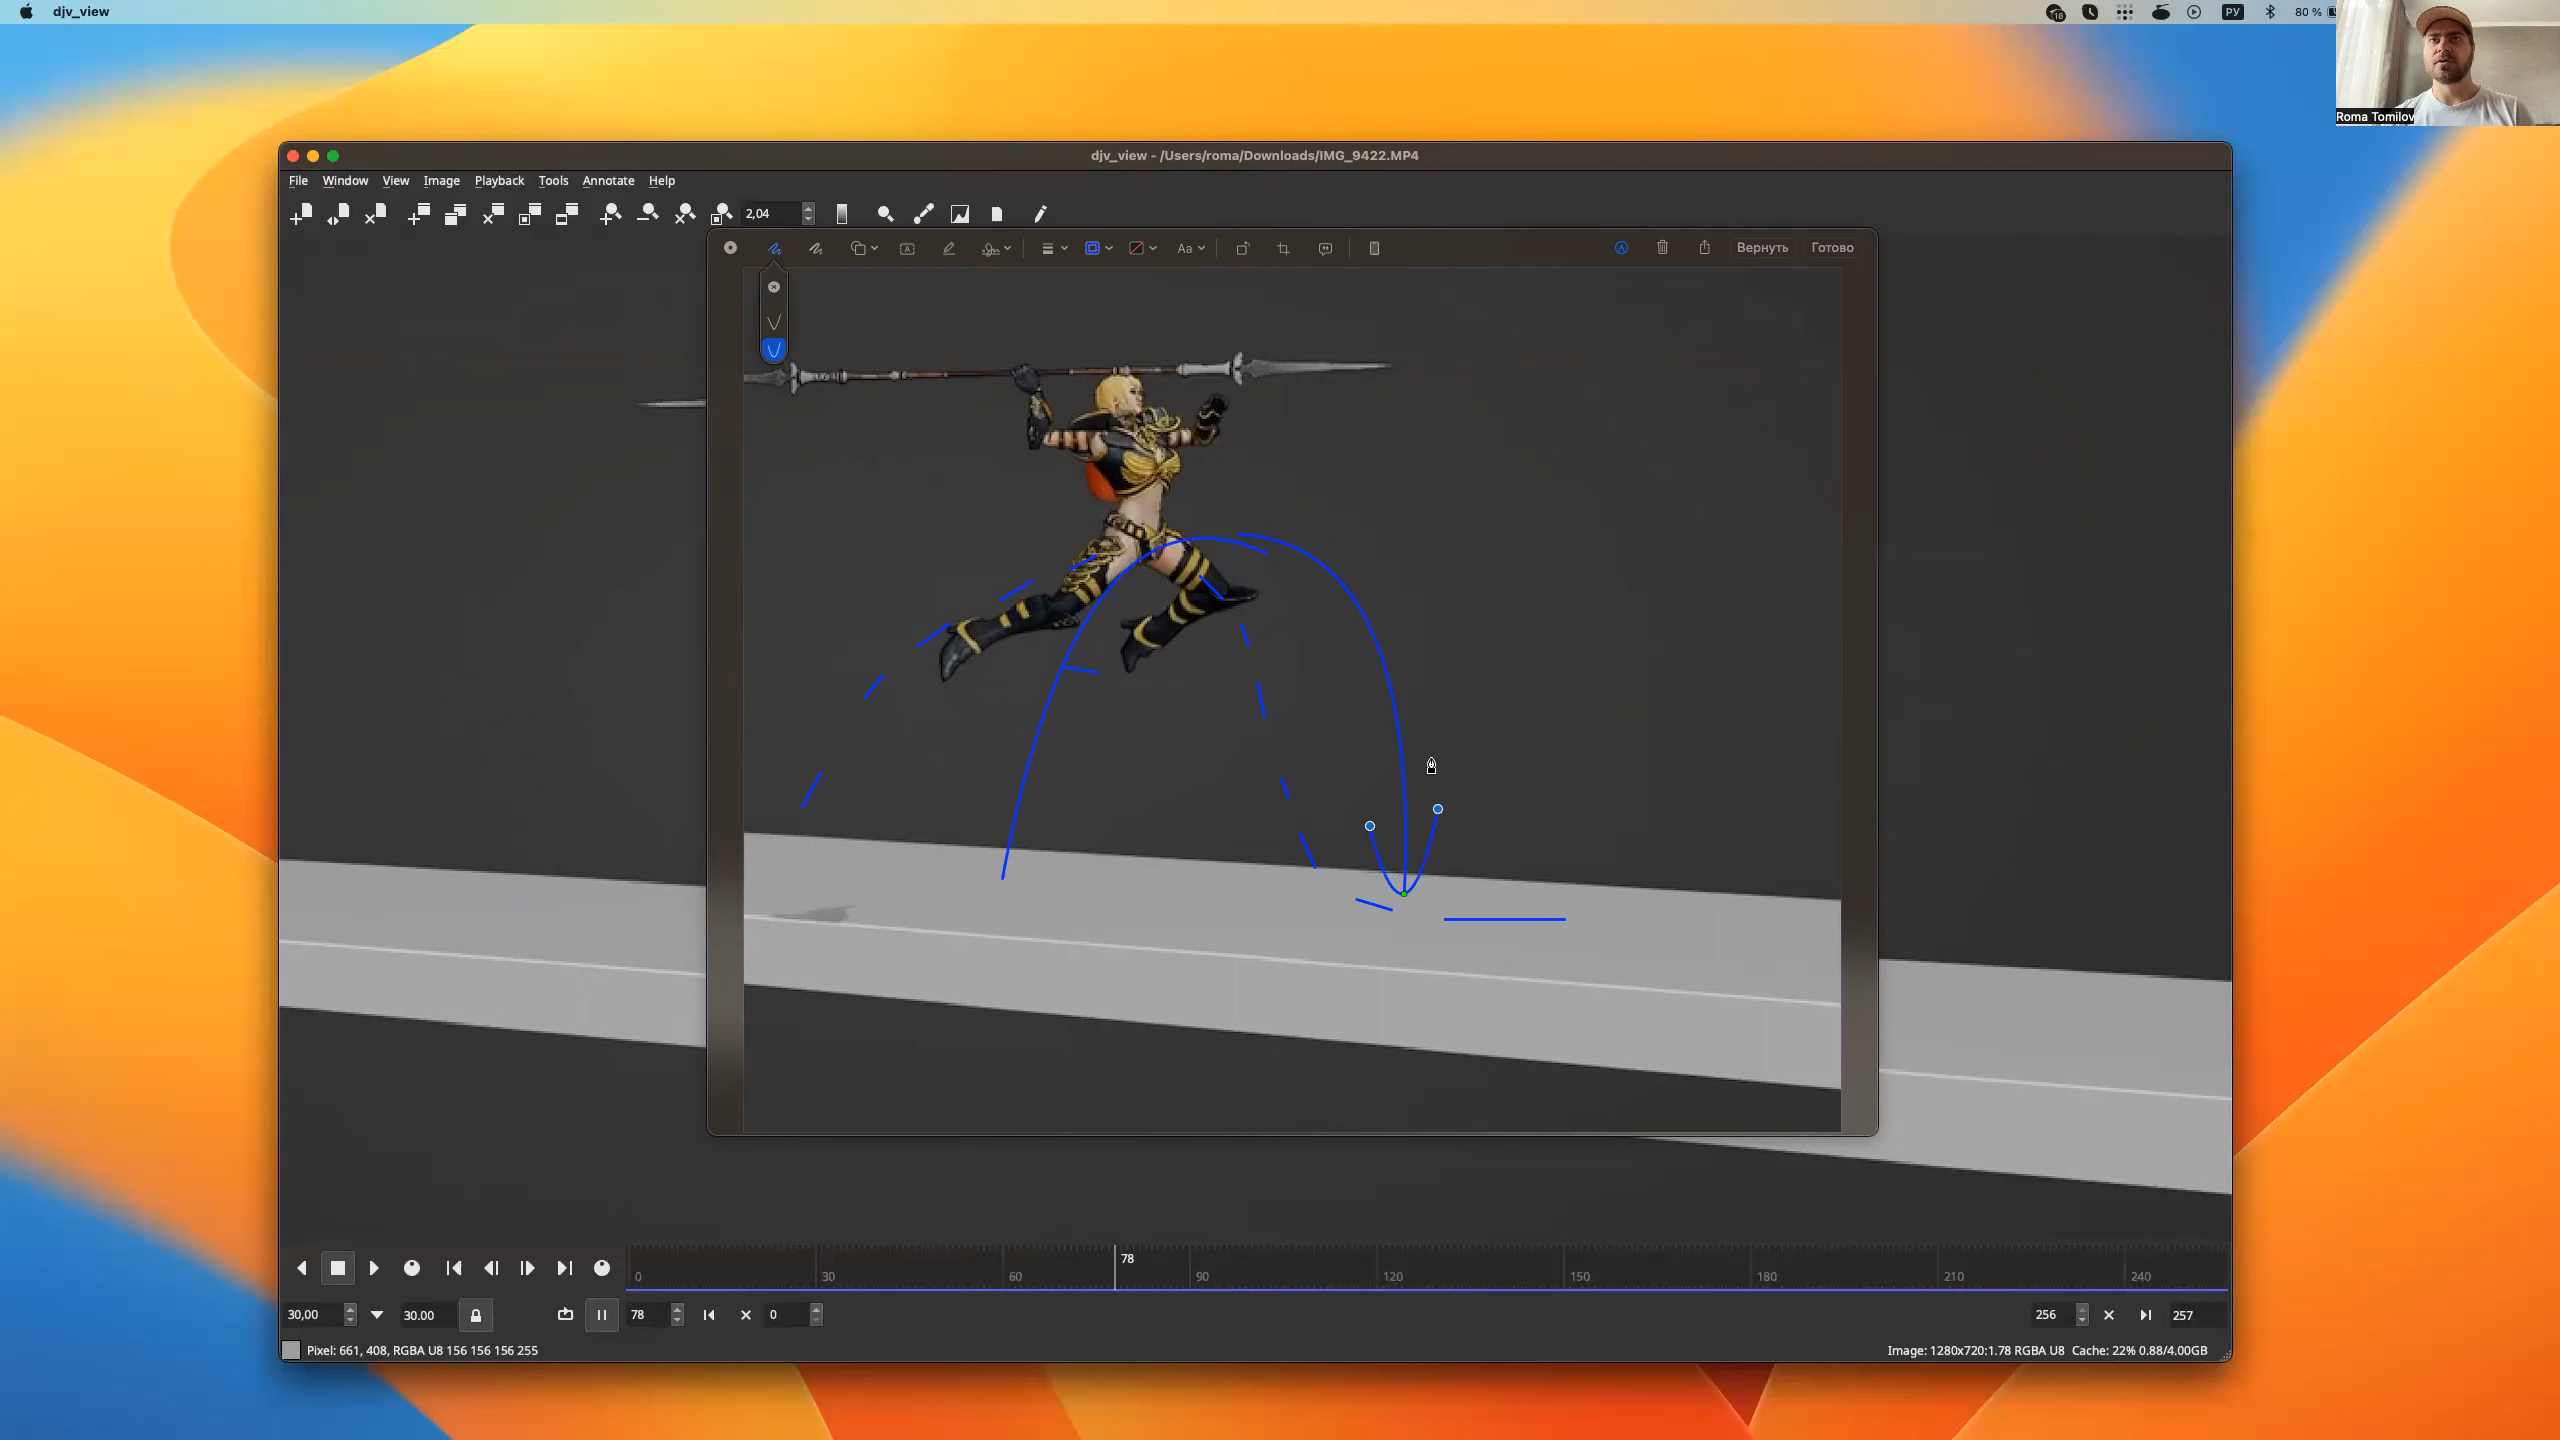 djv_view
18
РУ
80 %
Roma Tomilov
djv_view - /Users/roma/Downloads/IMG_9422.MP4
File Window View Image Playback Tools Annotate Help
2,04
A Aa Вернуть Готово
78
0 30 60 90 120 150 180 210 240
30,00 30.00 78 0 256 257
Pixel: 661, 408, RGBA U8 156 156 156 255
Image: 1280x720:1.78 RGBA U8 Cache: 22% 0.88/4.00GB